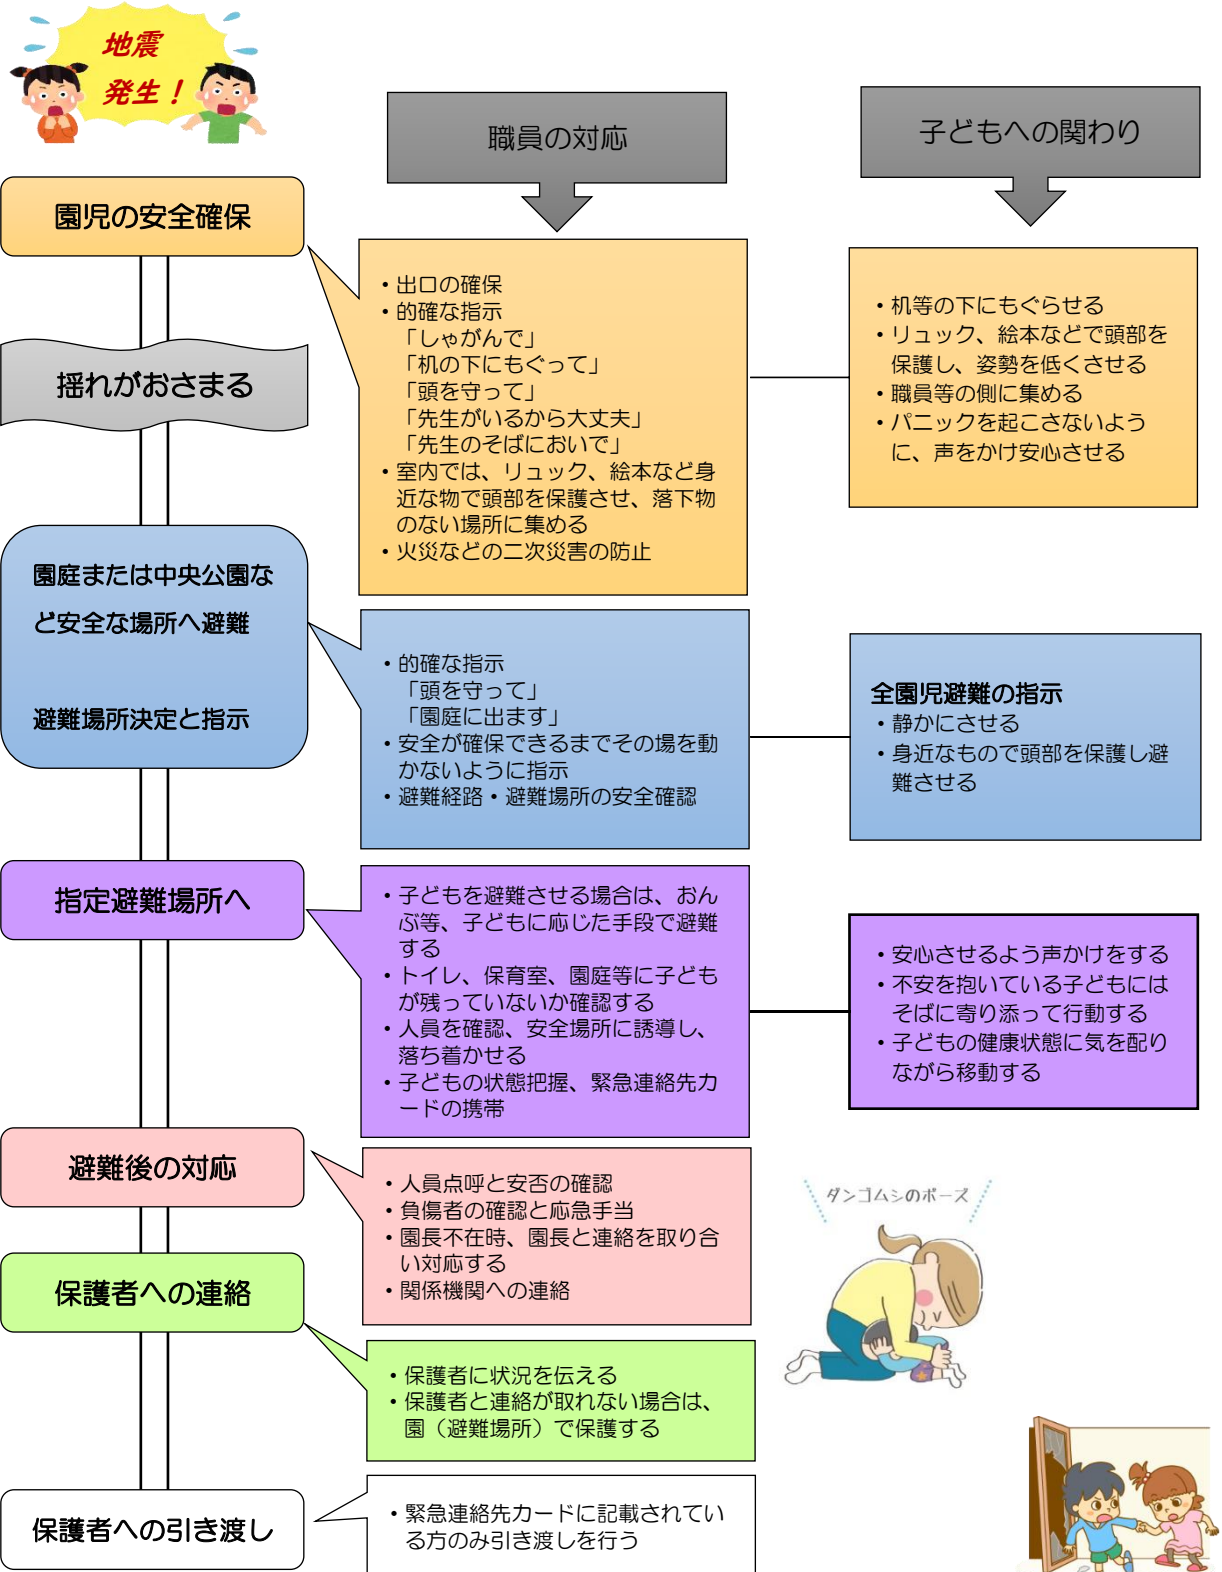 地震
発生！
職員の対応
子どもへの関わり
園児の安全確保
・出口の確保
・的確な指示
「しゃがんで」
「机の下にもぐって」
「頭を守って」
「先生がいるから大丈夫」
「先生のそばにおいで」
・室内では、リュック、絵本など身
近な物で頭部を保護させ、落下物
のない場所に集める
・火災などの二次災害の防止
・机等の下にもぐらせる
・リュック、絵本などで頭部を
保護し、姿勢を低くさせる
・職員等の側に集める
・パニックを起こさないよう
に、声をかけ安心させる
揺れがおさまる
園庭または中央公園な
ど安全な場所へ避難
避難場所決定と指示
・的確な指示
「頭を守って」
「園庭に出ます」
・安全が確保できるまでその場を動
かないように指示
・避難経路・避難場所の安全確認
全園児避難の指示
・静かにさせる
・身近なもので頭部を保護し避
難させる
指定避難場所へ
・子どもを避難させる場合は、おん
ぶ等、子どもに応じた手段で避難
する
・トイレ、保育室、園庭等に子ども
が残っていないか確認する
・人員を確認、安全場所に誘導し、
落ち着かせる
・子どもの状態把握、緊急連絡先カ
ードの携帯
・安心させるよう声かけをする
・不安を抱いている子どもには
そばに寄り添って行動する
・子どもの健康状態に気を配り
ながら移動する
避難後の対応
・人員点呼と安否の確認
・負傷者の確認と応急手当
・園長不在時、園長と連絡を取り合
い対応する
・関係機関への連絡
ダンゴムシのポーズ
保護者への連絡
・保護者に状況を伝える
・保護者と連絡が取れない場合は、
園（避難場所）で保護する
保護者への引き渡し
・緊急連絡先カードに記載されてい
る方のみ引き渡しを行う